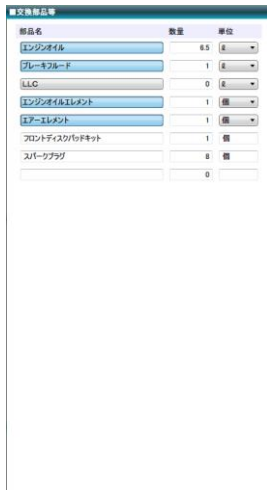 ■交換部品等
部品名 数量 単位
エンジンオイル 6.5 ℓ
ブレーキフルード 1 ℓ
LLC 0 ℓ
エンジンオイルエレメント 1 個
エアーエレメント 1 個
フロントディスクパッドキット 1 個
スパークプラグ 8 個
0